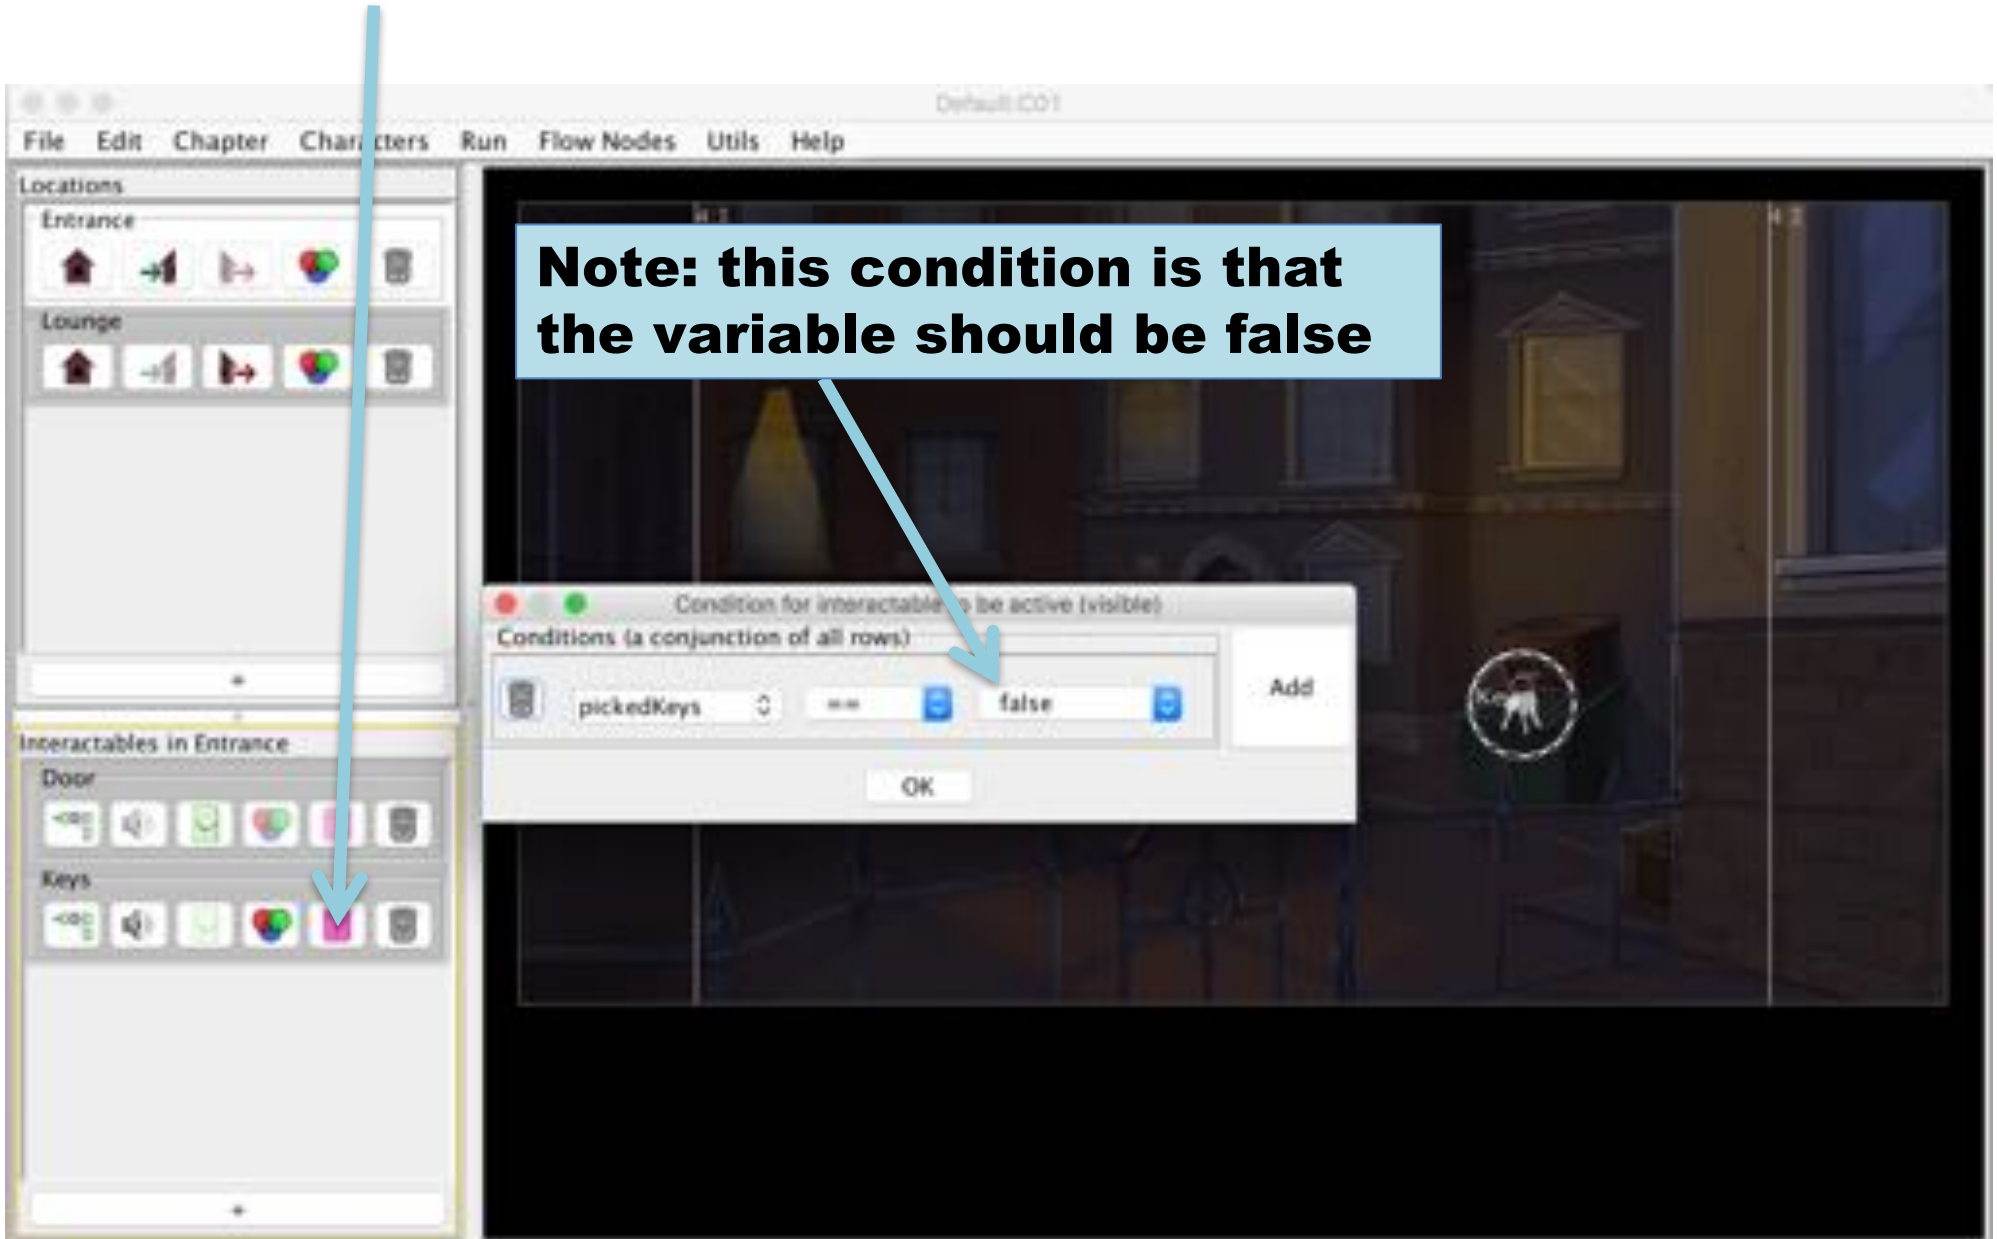 Default:C01
File Edit Chapter Characters Run Flow Nodes Utils Help
Locations
Entrance
Lounge
+
Note: this condition is that
the variable should be false
Condition for interactable to be active (visible)
Conditions (a conjunction of all rows)
pickedKeys == false
Add
OK
Interactables in Entrance
Door
Keys
+